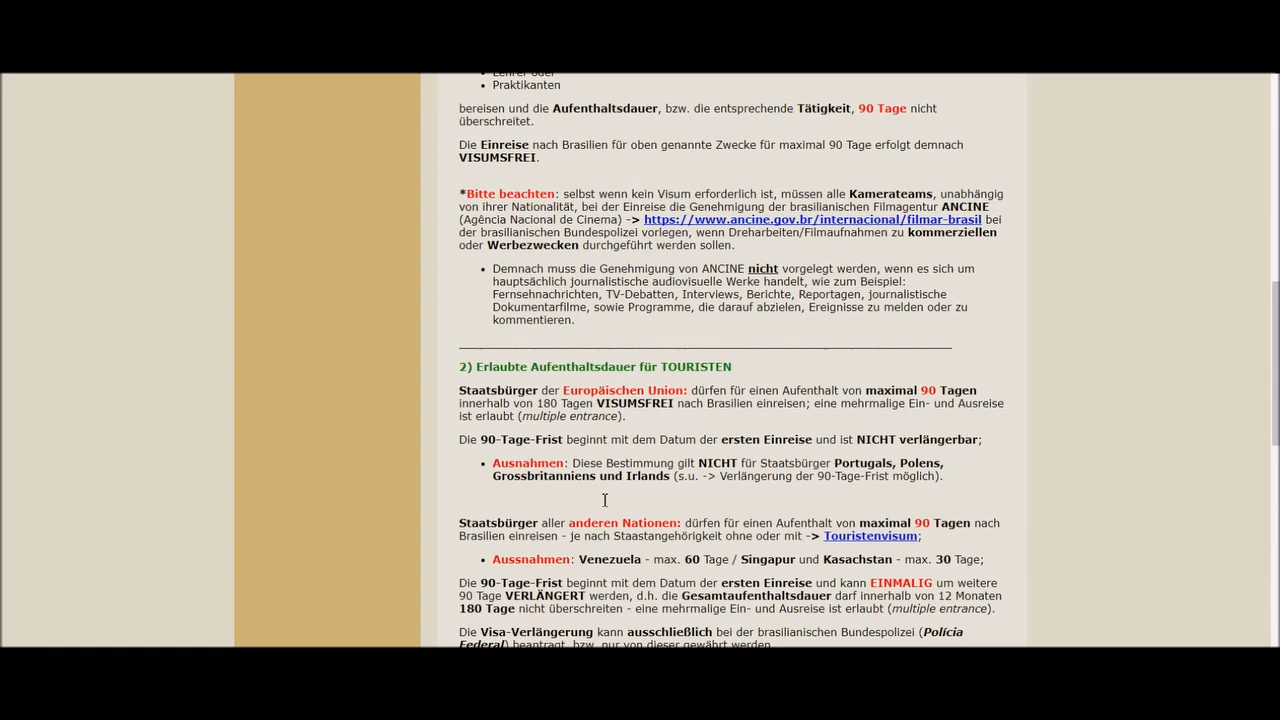 Lehrer oder
Praktikanten
bereisen und die Aufenthaltsdauer, bzw. die entsprechende Tätigkeit, 90 Tage nicht
überschreitet.
Die Einreise nach Brasilien für oben genannte Zwecke für maximal 90 Tage erfolgt demnach
VISUMSFREI.
*Bitte beachten: selbst wenn kein Visum erforderlich ist, müssen alle Kamerateams, unabhängig
von ihrer Nationalität, bei der Einreise die Genehmigung der brasilianischen Filmagentur ANCINE
(Agência Nacional de Cinema) -> https://www.ancine.gov.br/internacional/filmar-brasil bei
der brasilianischen Bundespolizei vorlegen, wenn Dreharbeiten/Filmaufnahmen zu kommerziellen
oder Werbezwecken durchgeführt werden sollen.
• Demnach muss die Genehmigung von ANCINE nicht vorgelegt werden, wenn es sich um
hauptsächlich journalistische audiovisuelle Werke handelt, wie zum Beispiel:
Fernsehnachrichten, TV-Debatten, Interviews, Berichte, Reportagen, journalistische
Dokumentarfilme, sowie Programme, die darauf abzielen, Ereignisse zu melden oder zu
kommentieren.
2) Erlaubte Aufenthaltsdauer für TOURISTEN
Staatsbürger der Europäischen Union: dürfen für einen Aufenthalt von maximal 90 Tagen
innerhalb von 180 Tagen VISUMSFREI nach Brasilien einreisen; eine mehrmalige Ein- und Ausreise
ist erlaubt (multiple entrance).
Die 90-Tage-Frist beginnt mit dem Datum der ersten Einreise und ist NICHT verlängerbar;
• Ausnahmen: Diese Bestimmung gilt NICHT für Staatsbürger Portugals, Polens,
Grossbritanniens und Irlands (s.u. -> Verlängerung der 90-Tage-Frist möglich).
Staatsbürger aller anderen Nationen: dürfen für einen Aufenthalt von maximal 90 Tagen nach
Brasilien einreisen - je nach Staastangehörigkeit ohne oder mit -> Touristenvisum;
• Aussnahmen: Venezuela - max. 60 Tage / Singapur und Kasachstan - max. 30 Tage;
Die 90-Tage-Frist beginnt mit dem Datum der ersten Einreise und kann EINMALIG um weitere
90 Tage VERLÄNGERT werden, d.h. die Gesamtaufenthaltsdauer darf innerhalb von 12 Monaten
180 Tage nicht überschreiten - eine mehrmalige Ein- und Ausreise ist erlaubt (multiple entrance).
Die Visa-Verlängerung kann ausschließlich bei der brasilianischen Bundespolizei (Polícia
Federal) beantragt, bzw. nur von dieser gewährt werden